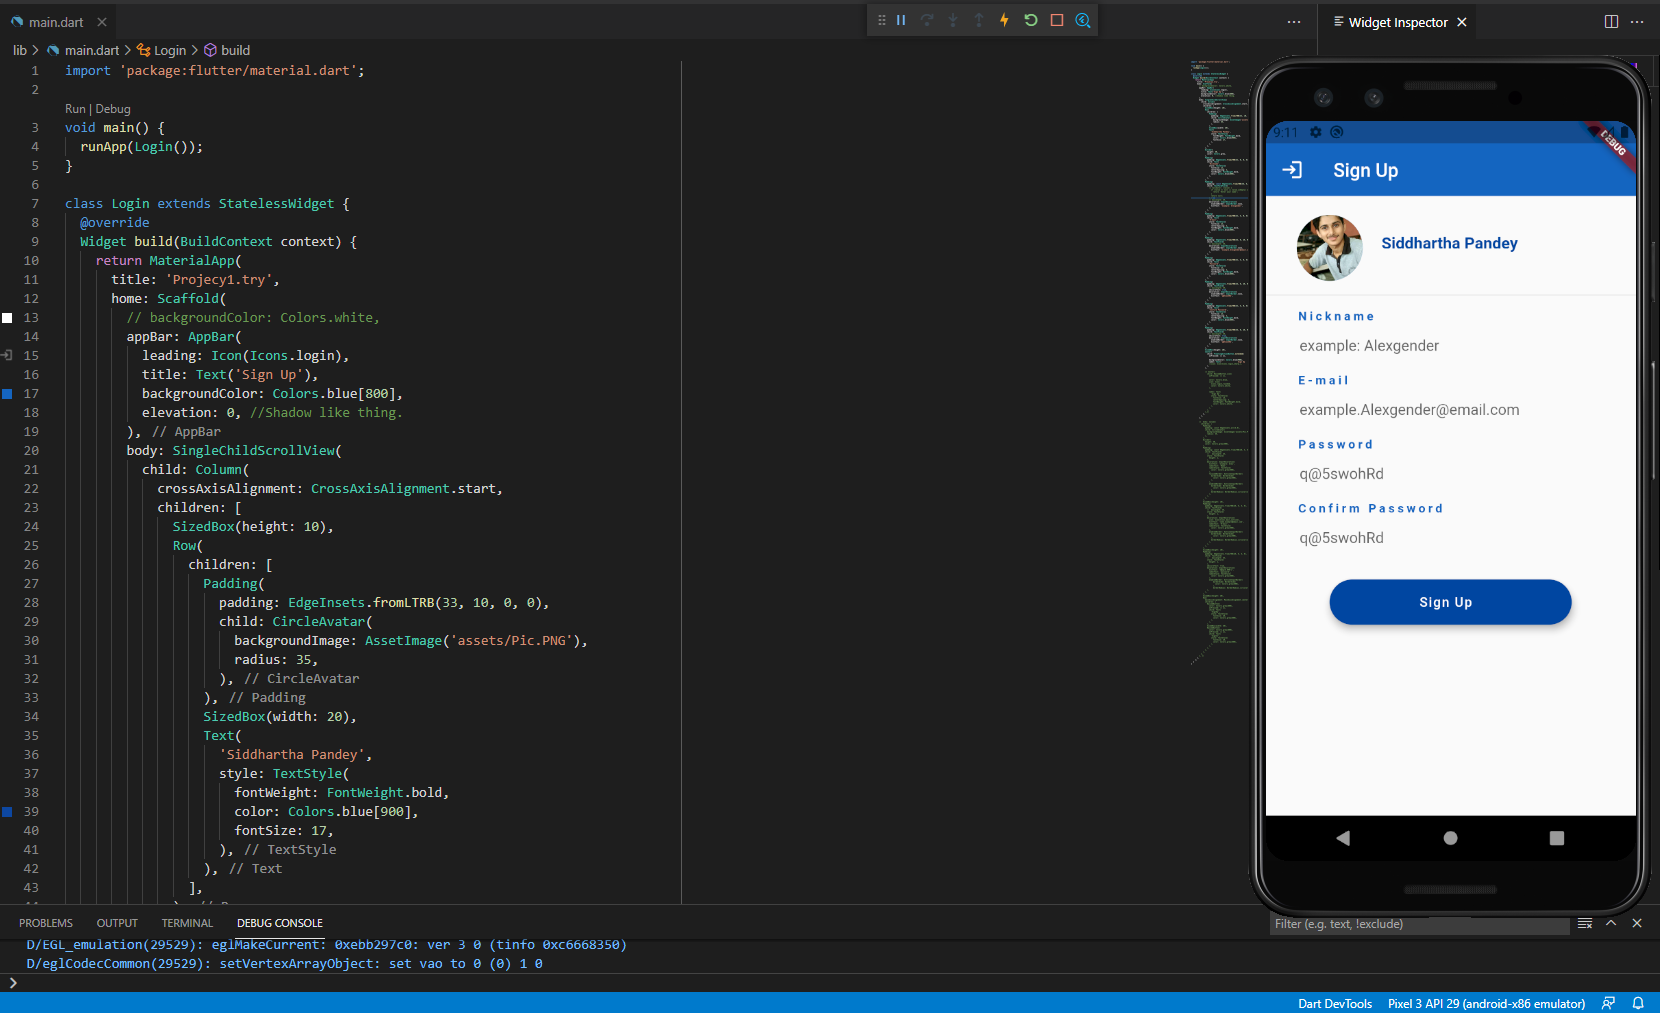 main.dart
Widget Inspector
lib > main.dart > Login > build
1 import 'package:flutter/material.dart';
2
Run | Debug
3 void main() {
4 runApp(Login());
5 }
6
7 class Login extends StatelessWidget {
8 @override
9 Widget build(BuildContext context) {
10 return MaterialApp(
11 title: 'Projecy1.try',
12 home: Scaffold(
13 // backgroundColor: Colors.white,
14 appBar: AppBar(
15 leading: Icon(Icons.login),
16 title: Text('Sign Up'),
17 backgroundColor: Colors.blue[800],
18 elevation: 0, //Shadow like thing.
19 ), // AppBar
20 body: SingleChildScrollView(
21 child: Column(
22 crossAxisAlignment: CrossAxisAlignment.start,
23 children: [
24 SizedBox(height: 10),
25 Row(
26 children: [
27 Padding(
28 padding: EdgeInsets.fromLTRB(33, 10, 0, 0),
29 child: CircleAvatar(
30 backgroundImage: AssetImage('assets/Pic.PNG'),
31 radius: 35,
32 ), // CircleAvatar
33 ), // Padding
34 SizedBox(width: 20),
35 Text(
36 'Siddhartha Pandey',
37 style: TextStyle(
38 fontWeight: FontWeight.bold,
39 color: Colors.blue[900],
40 fontSize: 17,
41 ), // TextStyle
42 ), // Text
43 ],
9:11
DEBUG
Sign Up
Siddhartha Pandey
Nickname
example: Alexgender
E-mail
example.Alexgender@email.com
Password
q@5swohRd
Confirm Password
q@5swohRd
Sign Up
PROBLEMS OUTPUT TERMINAL DEBUG CONSOLE
Filter (e.g. text, !exclude)
D/EGL_emulation(29529): eglMakeCurrent: 0xebb297c0: ver 3 0 (tinfo 0xc6668350)
D/eglCodecCommon(29529): setVertexArrayObject: set vao to 0 (0) 1 0
>
Dart DevTools Pixel 3 API 29 (android-x86 emulator)